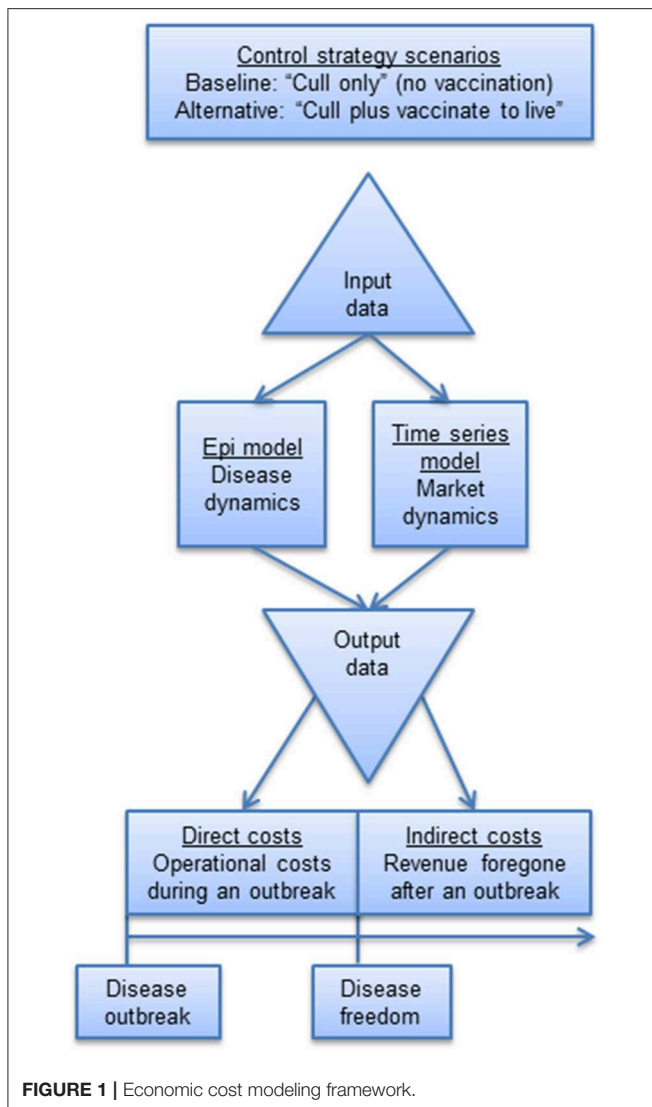 Control strategy scenarios
Baseline: “Cull only” (no vaccination)
Alternative: “Cull plus vaccinate to live”
Input
data
Epi model
Disease
dynamics
Time series
model
Market
dynamics
Output
data
Direct costs
Operational costs
during an outbreak
Indirect costs
Revenue foregone
after an outbreak
Disease
outbreak
Disease
freedom
FIGURE 1 | Economic cost modeling framework.